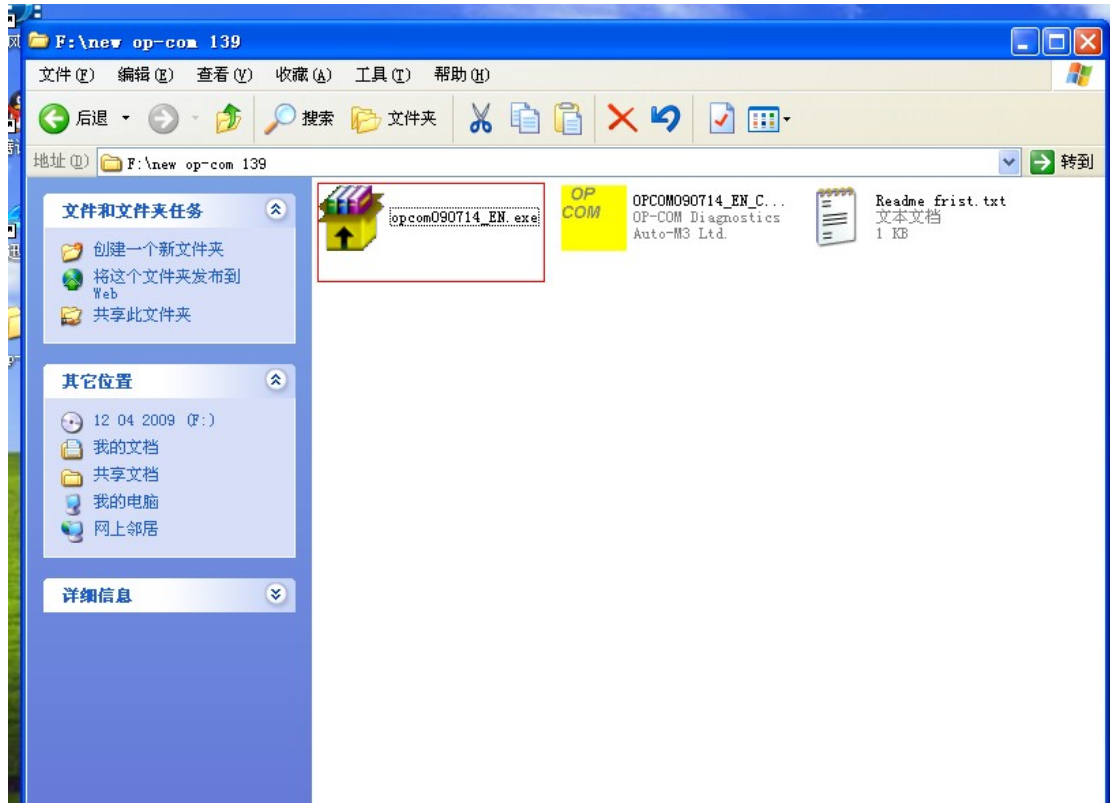 F:\new op-com 139
文件(F) 编辑(E) 查看(V) 收藏(A) 工具(T) 帮助(H)
后退 搜索 文件夹
地址(D) F:\new op-com 139 转到
文件和文件夹任务
创建一个新文件夹
将这个文件夹发布到
Web
共享此文件夹
其它位置
12 04 2009 (F:)
我的文档
共享文档
我的电脑
网上邻居
详细信息
opcom090714_EN.exe
OP
COM
OPCOM090714_EN_C...
OP-COM Diagnostics
Auto-M3 Ltd.
Readme frist.txt
文本文档
1 KB